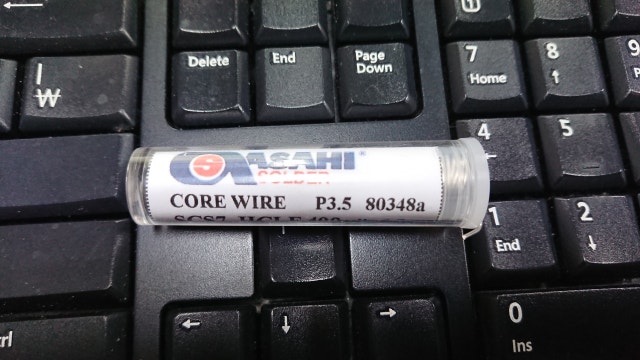 Delete
End
Page
Down
7
Home
8
↑
9
|
₩
4
←
5
S
ASAHI®
SOLDER
CORE WIRE P3.5 80348a
1
End
2
↓
←
↓
→
0
Ins